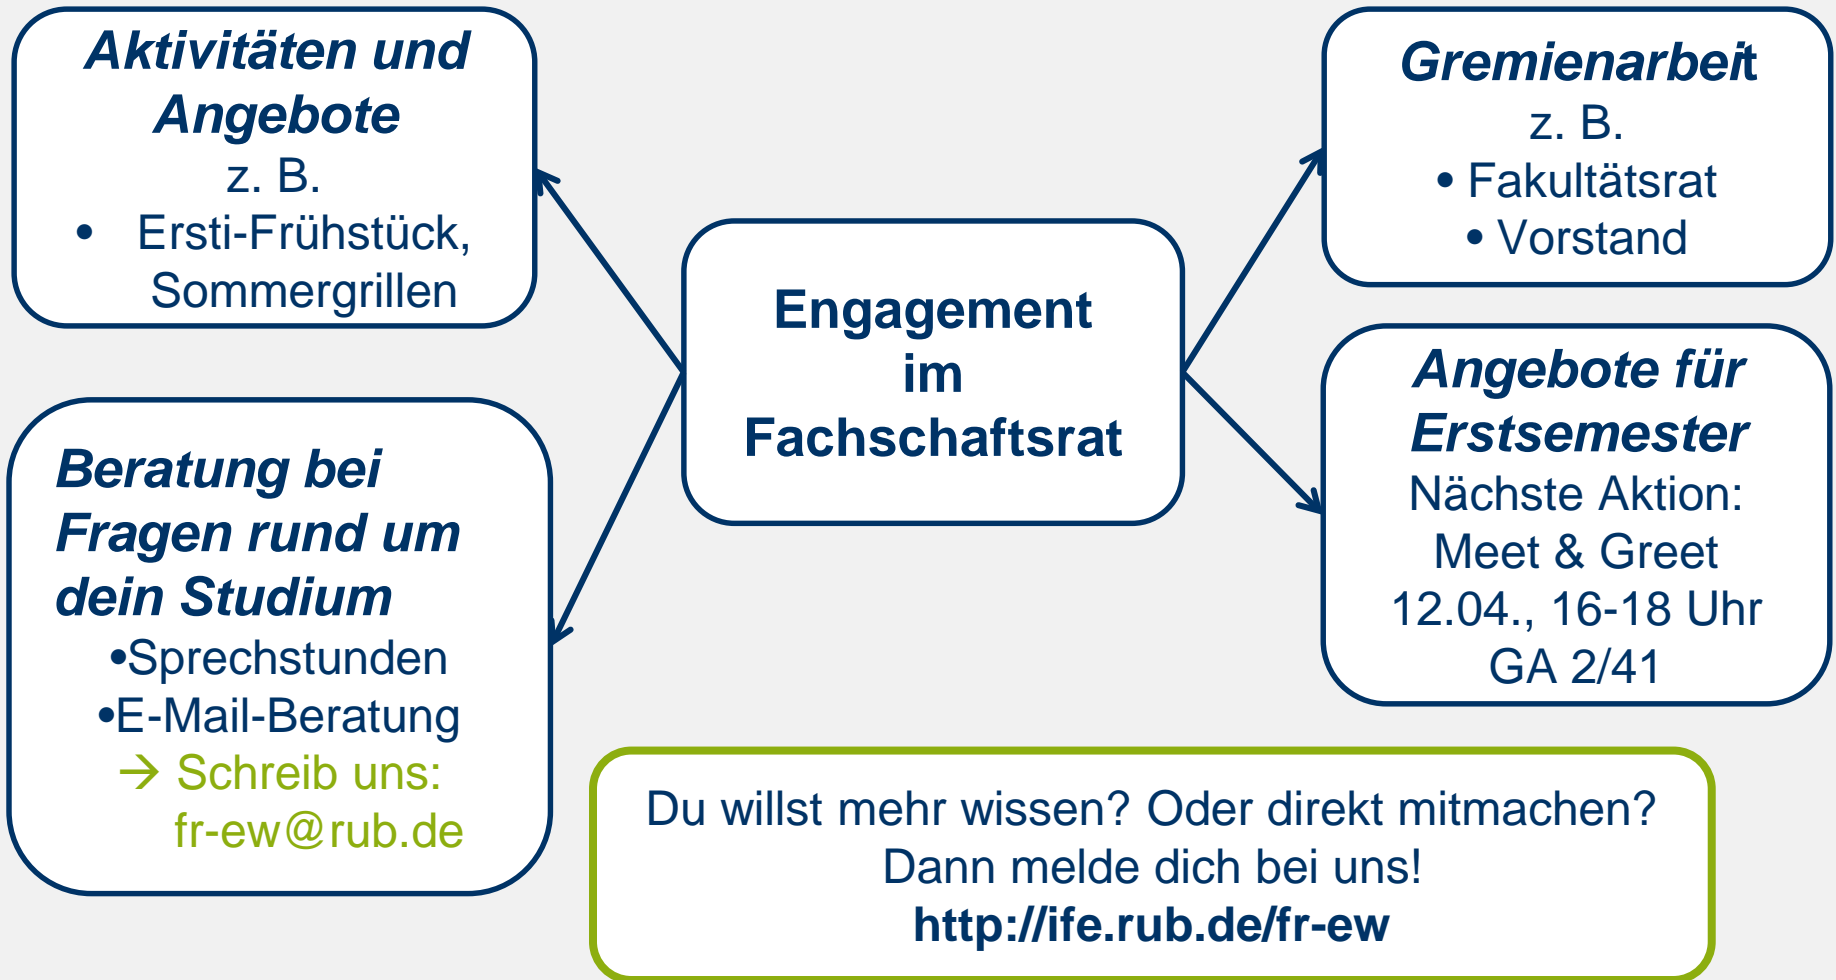 Aktivitäten und
Angebote
z. B.
• Ersti-Frühstück,
Sommergrillen
Gremienarbeit
z. B.
• Fakultätsrat
• Vorstand
Engagement
im
Fachschaftsrat
Beratung bei
Fragen rund um
dein Studium
•Sprechstunden
•E-Mail-Beratung
→ Schreib uns:
fr-ew@rub.de
Angebote für
Erstsemester
Nächste Aktion:
Meet & Greet
12.04., 16-18 Uhr
GA 2/41
Du willst mehr wissen? Oder direkt mitmachen?
Dann melde dich bei uns!
http://ife.rub.de/fr-ew